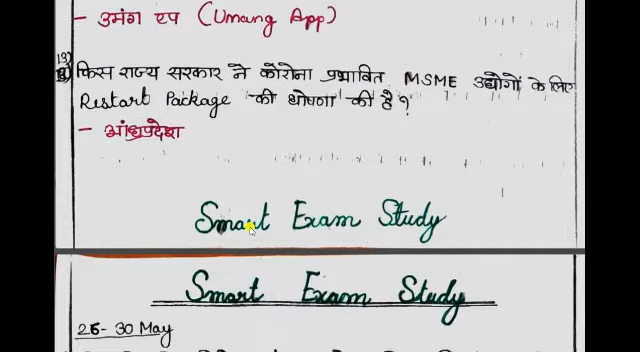 - उमंग एप (Umang App)
13) किस राज्य सरकार ने कोरोना प्रभावित MSME उद्योगों के लिए
Restart Package की घोषणा की है?
- आंध्रप्रदेश
Smart Exam Study
Smart Exam Study
26-30 May